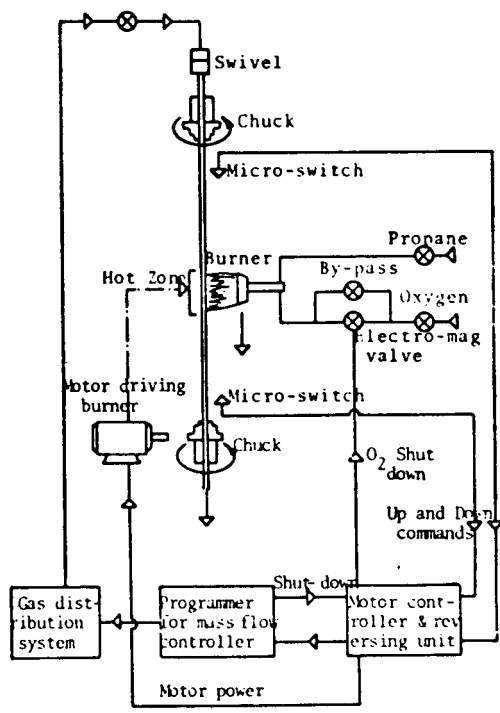 Swivel
Chuck
Micro-switch
Propane
Burner
By-pass
Hot Zone
Oxygen
Electro-mag
valve
Motor driving
burner
Micro-switch
Chuck
O2 Shut
down
Up and Down
commands
Shut-down
Gas dist-
ribution
system
Programmer
for mass flow
controller
Motor cont-
roller & rev
ersing unit
Motor power